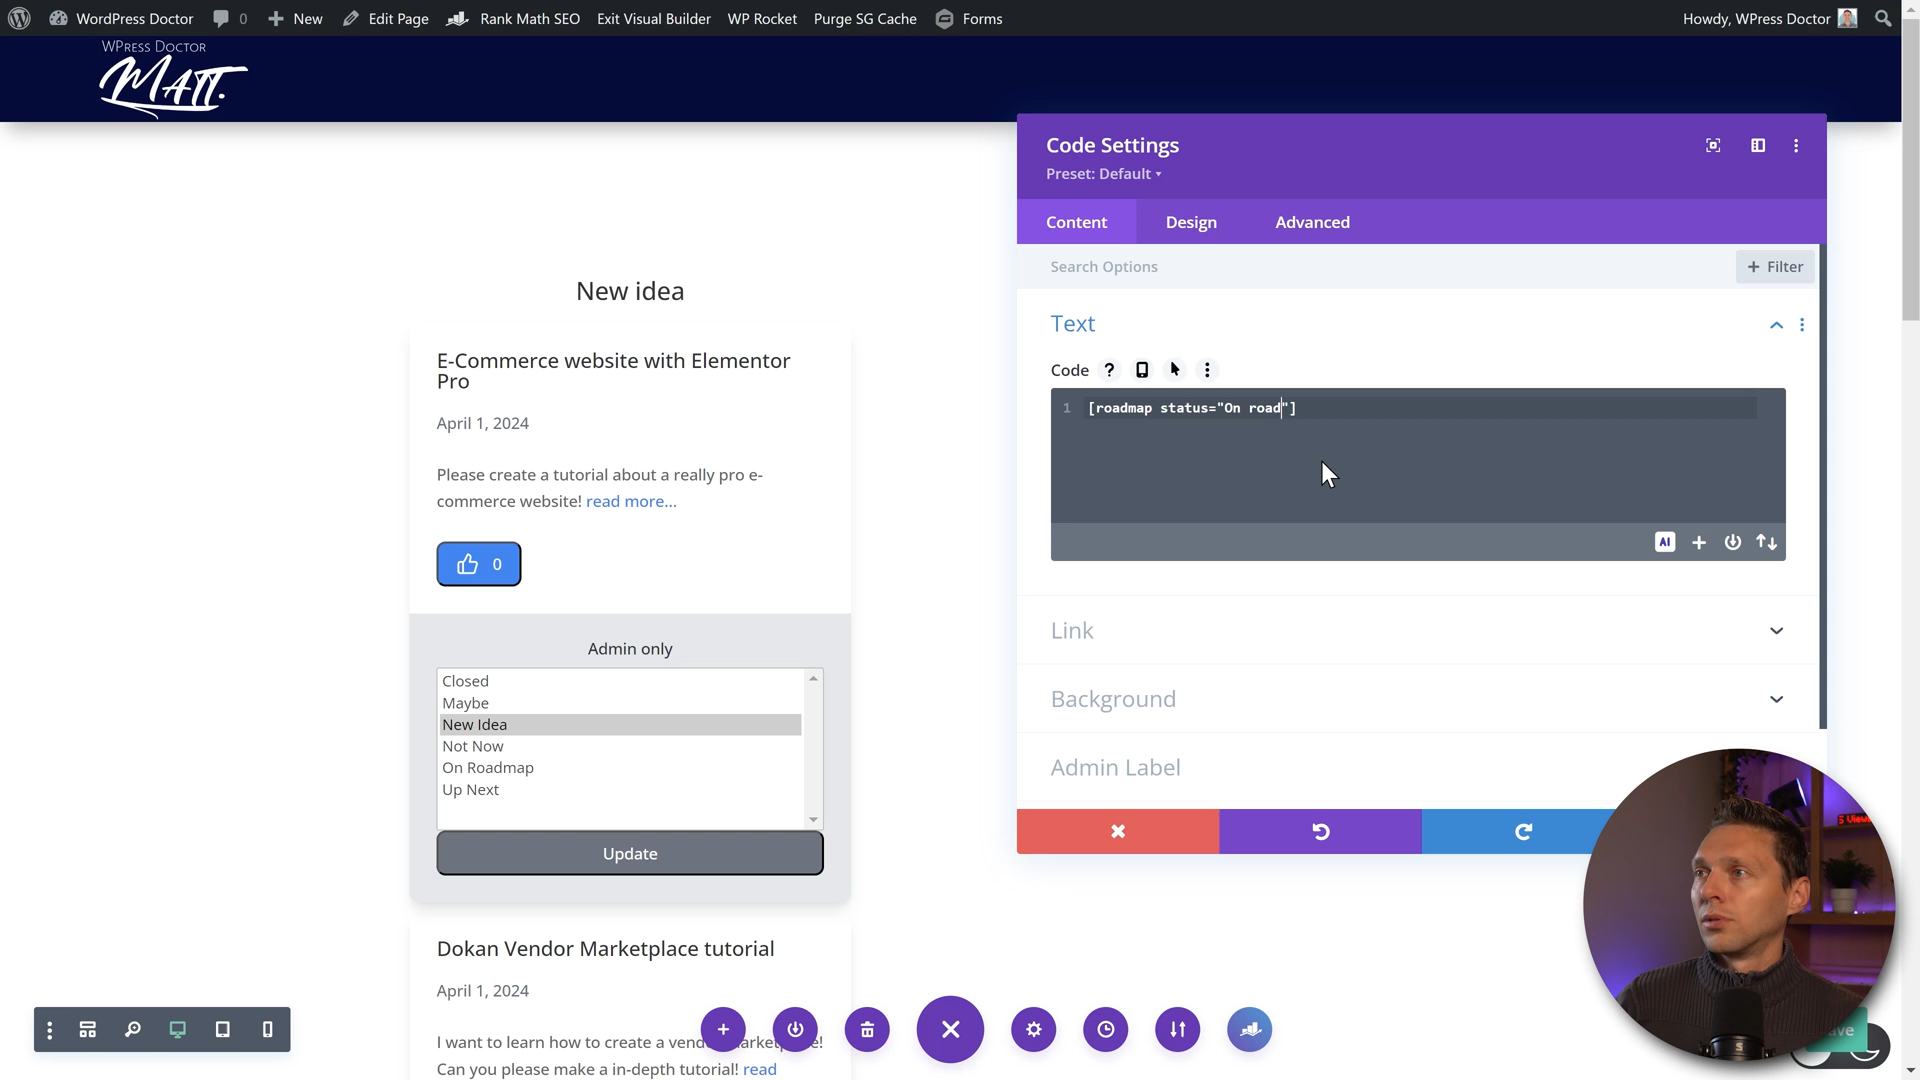 WordPress Doctor 0 New Edit Page Rank Math SEO Exit Visual Builder WP Rocket Purge SG Cache Forms Howdy, WPress Doctor
WPress Doctor
Matt.
Code Settings
Preset: Default
Content Design Advanced
Search Options
+ Filter
New idea
Text
E-Commerce website with Elementor
Pro
Code ?
1 [roadmap status="On road"]
April 1, 2024
Please create a tutorial about a really pro e-
commerce website! read more...
AI
0
Link
Admin only
Closed
Maybe
New Idea
Not Now
On Roadmap
Up Next
Background
Admin Label
Update
Dokan Vendor Marketplace tutorial
April 1, 2024
I want to learn how to create a
Can you please make a in-depth tutorial! read